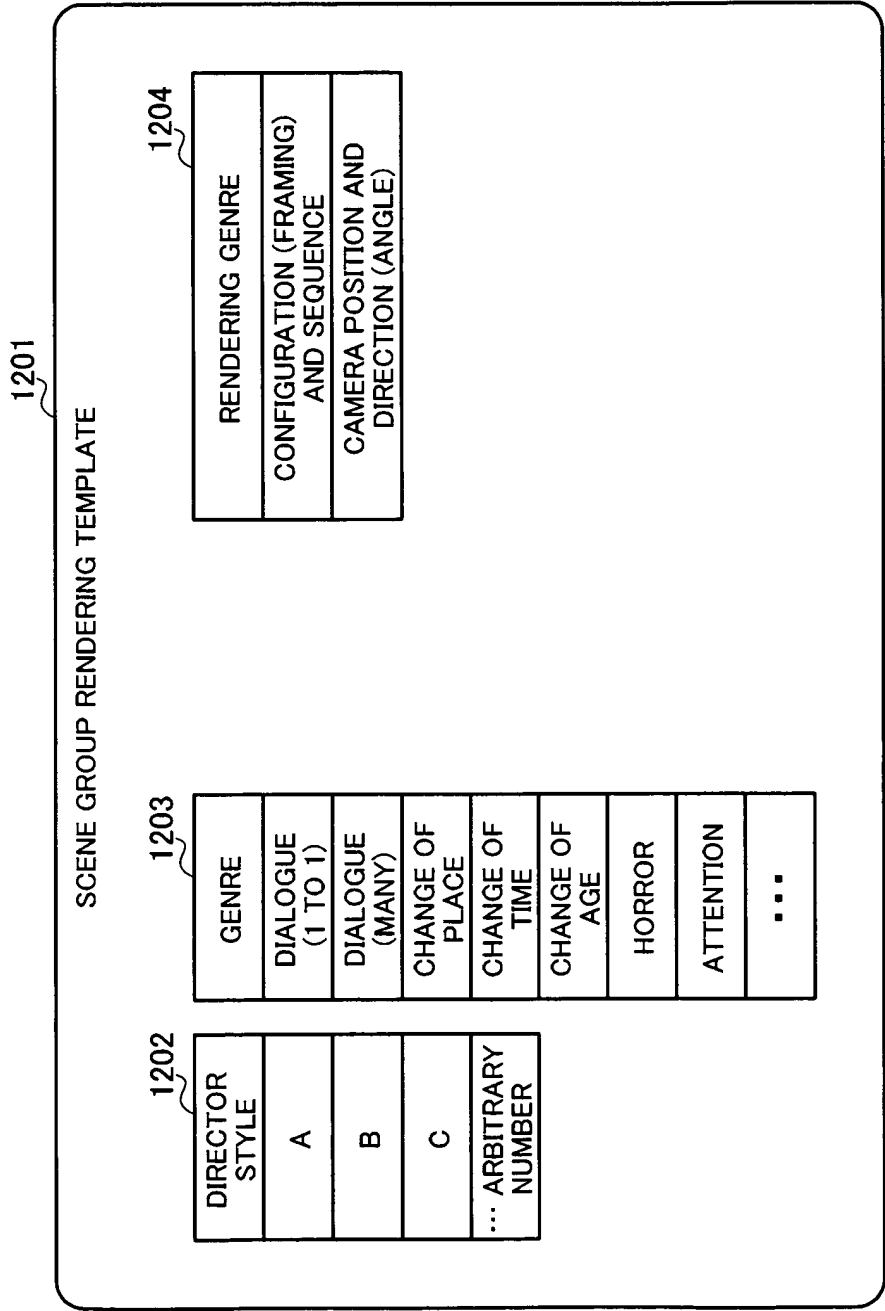 1201
SCENE GROUP RENDERING TEMPLATE
1202
DIRECTOR
STYLE
A
B
C
... ARBITRARY
NUMBER
1203
GENRE
DIALOGUE
(1 TO 1)
DIALOGUE
(MANY)
CHANGE OF
PLACE
CHANGE OF
TIME
CHANGE OF
AGE
HORROR
ATTENTION
...
1204
RENDERING GENRE
CONFIGURATION (FRAMING)
AND SEQUENCE
CAMERA POSITION AND
DIRECTION (ANGLE)